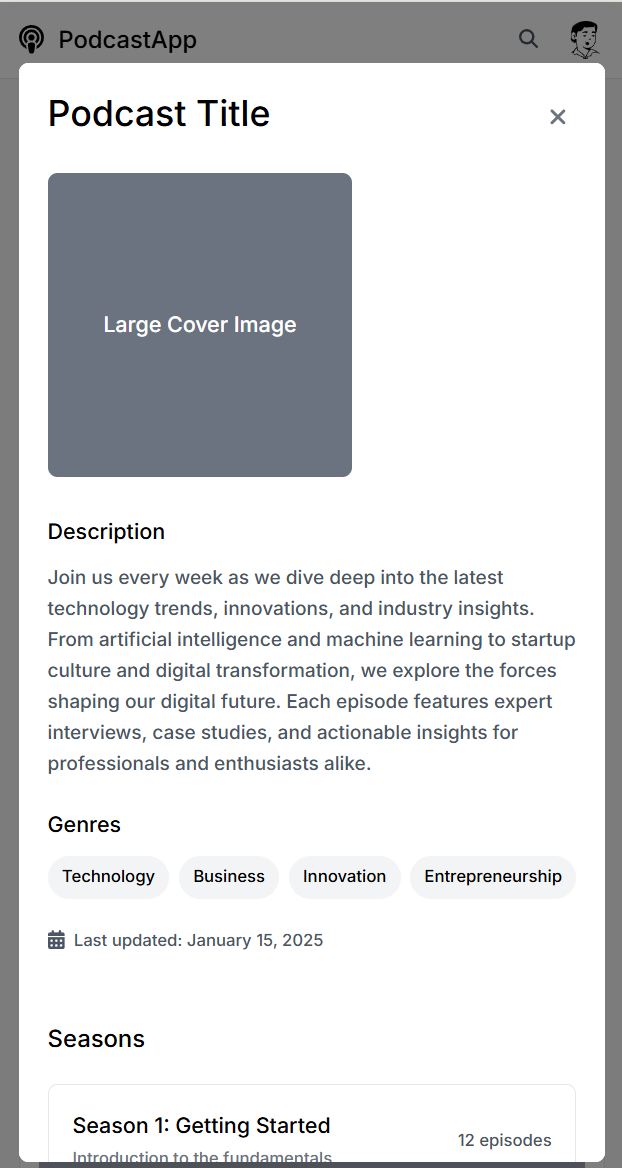 PodcastApp
Podcast Title
Large Cover Image
Description
Join us every week as we dive deep into the latest
technology trends, innovations, and industry insights.
From artificial intelligence and machine learning to startup
culture and digital transformation, we explore the forces
shaping our digital future. Each episode features expert
interviews, case studies, and actionable insights for
professionals and enthusiasts alike.
Genres
Technology Business Innovation Entrepreneurship
Last updated: January 15, 2025
Seasons
Season 1: Getting Started
12 episodes
Introduction to the fundamentals